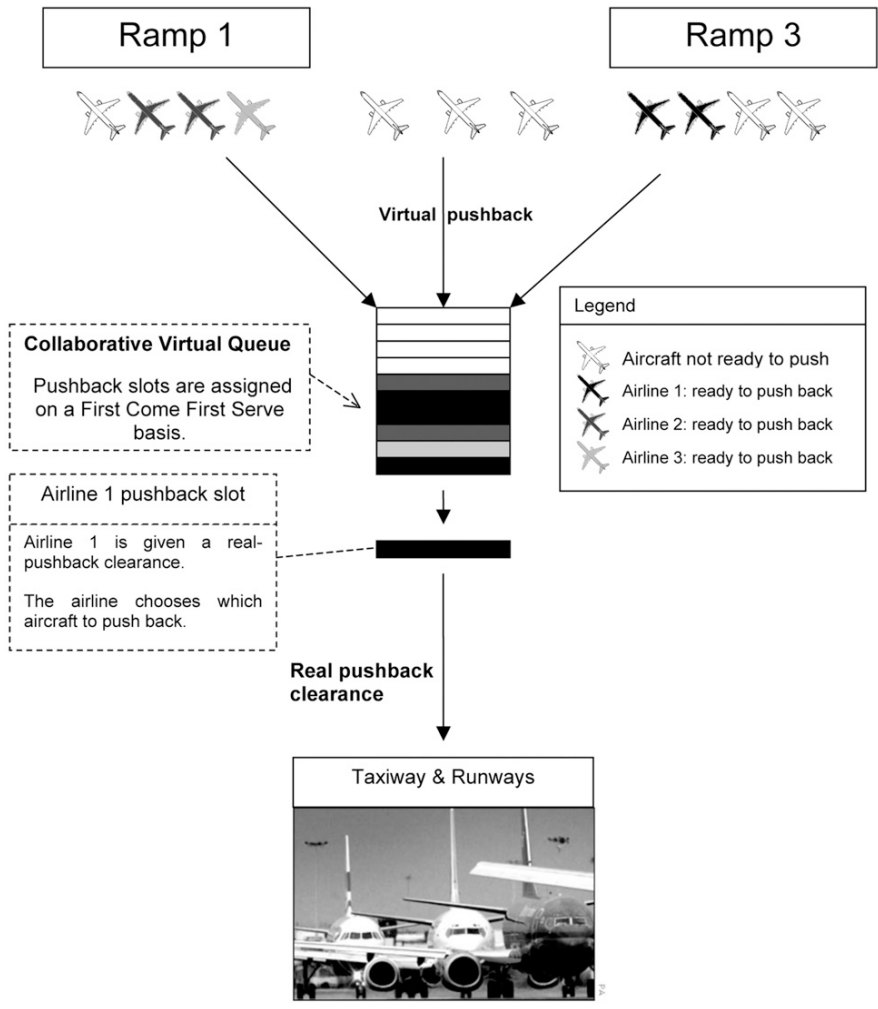 Ramp 1
Ramp 3
Virtual pushback
Collaborative Virtual Queue
Pushback slots are assigned
on a First Come First Serve
basis.
Legend
Aircraft not ready to push
Airline 1: ready to push back
Airline 2: ready to push back
Airline 3: ready to push back
Airline 1 pushback slot
Airline 1 is given a real-
pushback clearance.
The airline chooses which
aircraft to push back.
Real pushback
clearance
Taxiway & Runways
PA